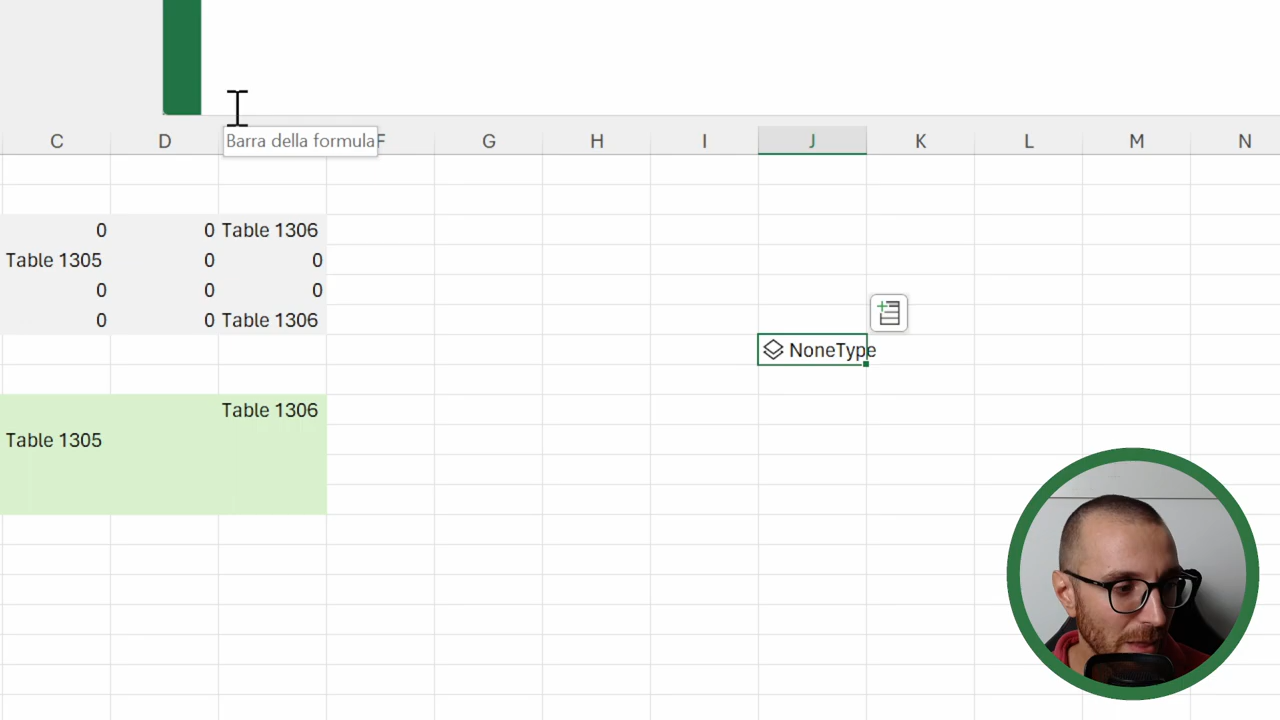 Barra della formula
C D F G H I J K L M N
0 0 Table 1306
Table 1305 0 0
0 0 0
0 0 Table 1306
NoneType
Table 1306
Table 1305